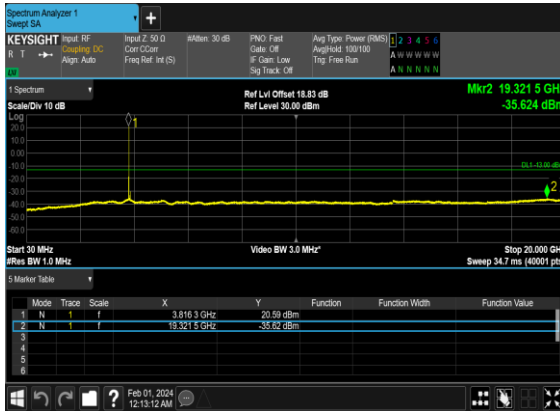 Spectrum Analyzer 1
Swept SA
+
KEYSIGHT Input: RF Input Z: 50 Ω #Atten: 30 dB PNO: Fast Avg Type: Power (RMS) 1 2 3 4 5 6
R T Coupling: DC Corr CCorr Gate: Off Avg|Hold: 100/100 A W W W W W
Align: Auto Freq Ref: Int (S) IF Gain: Low Trig: Free Run
LXI Sig Track: Off A N N N N N
1 Spectrum Ref Lvl Offset 18.83 dB Mkr2 19.321 5 GH
Scale/Div 10 dB Ref Level 30.00 dBm -35.624 dBm
Log
20.0
10.0
0.00
-10.0
-20.0
-30.0
-40.0
-50.0
-60.0
1
DL1 -13.00 dBm
2
Start 30 MHz Video BW 3.0 MHz* Stop 20.000 GH
#Res BW 1.0 MHz Sweep 34.7 ms (40001 pts
5 Marker Table
Mode Trace Scale X Y Function Function Width Function Value
1 N 1 f 3.816 3 GHz 20.59 dBm
2 N 1 f 19.321 5 GHz -35.62 dBm
3
4
5
6
? Feb 01, 2024
12:13:12 AM